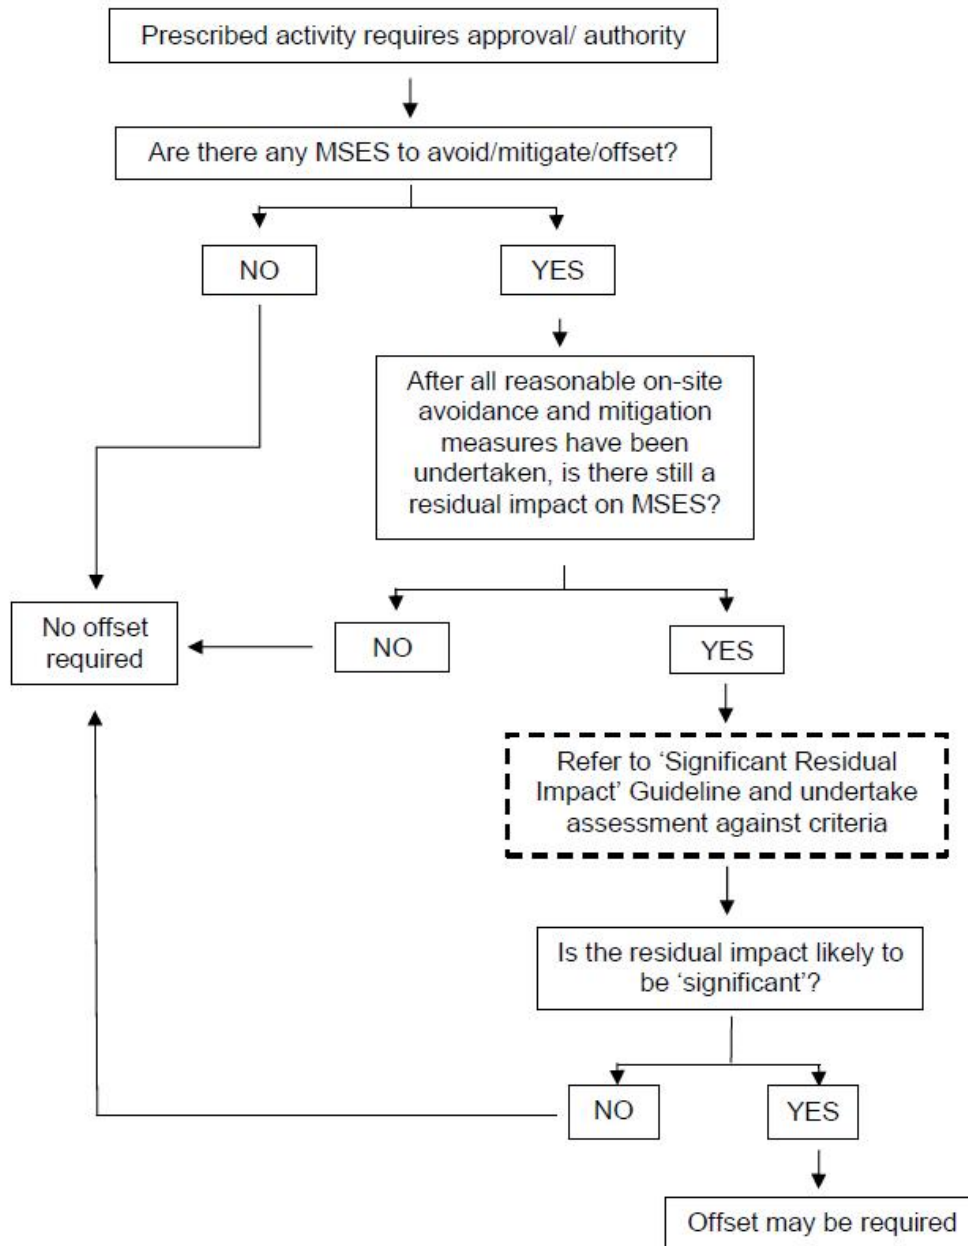 Prescribed activity requires approval/ authority
Are there any MSES to avoid/mitigate/offset?
NO
YES
After all reasonable on-site
avoidance and mitigation
measures have been
undertaken, is there still a
residual impact on MSES?
No offset
required
NO
YES
Refer to ‘Significant Residual
Impact’ Guideline and undertake
assessment against criteria
Is the residual impact likely to
be ‘significant’?
NO
YES
Offset may be required